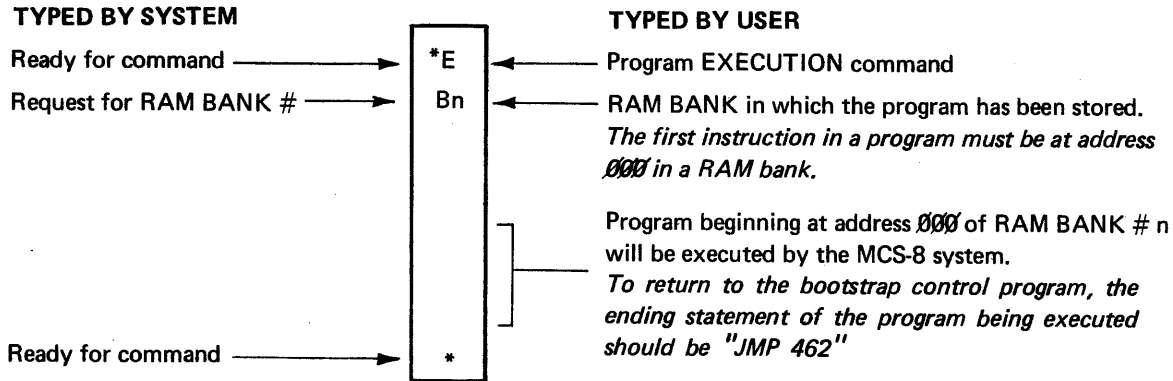 TYPED BY SYSTEM
Ready for command
Request for RAM BANK #
Ready for command
*E
Bn
*
TYPED BY USER
Program EXECUTION command
RAM BANK in which the program has been stored.
The first instruction in a program must be at address
000 in a RAM bank.
Program beginning at address 000 of RAM BANK # n
will be executed by the MCS-8 system.
To return to the bootstrap control program, the
ending statement of the program being executed
should be "JMP 462"